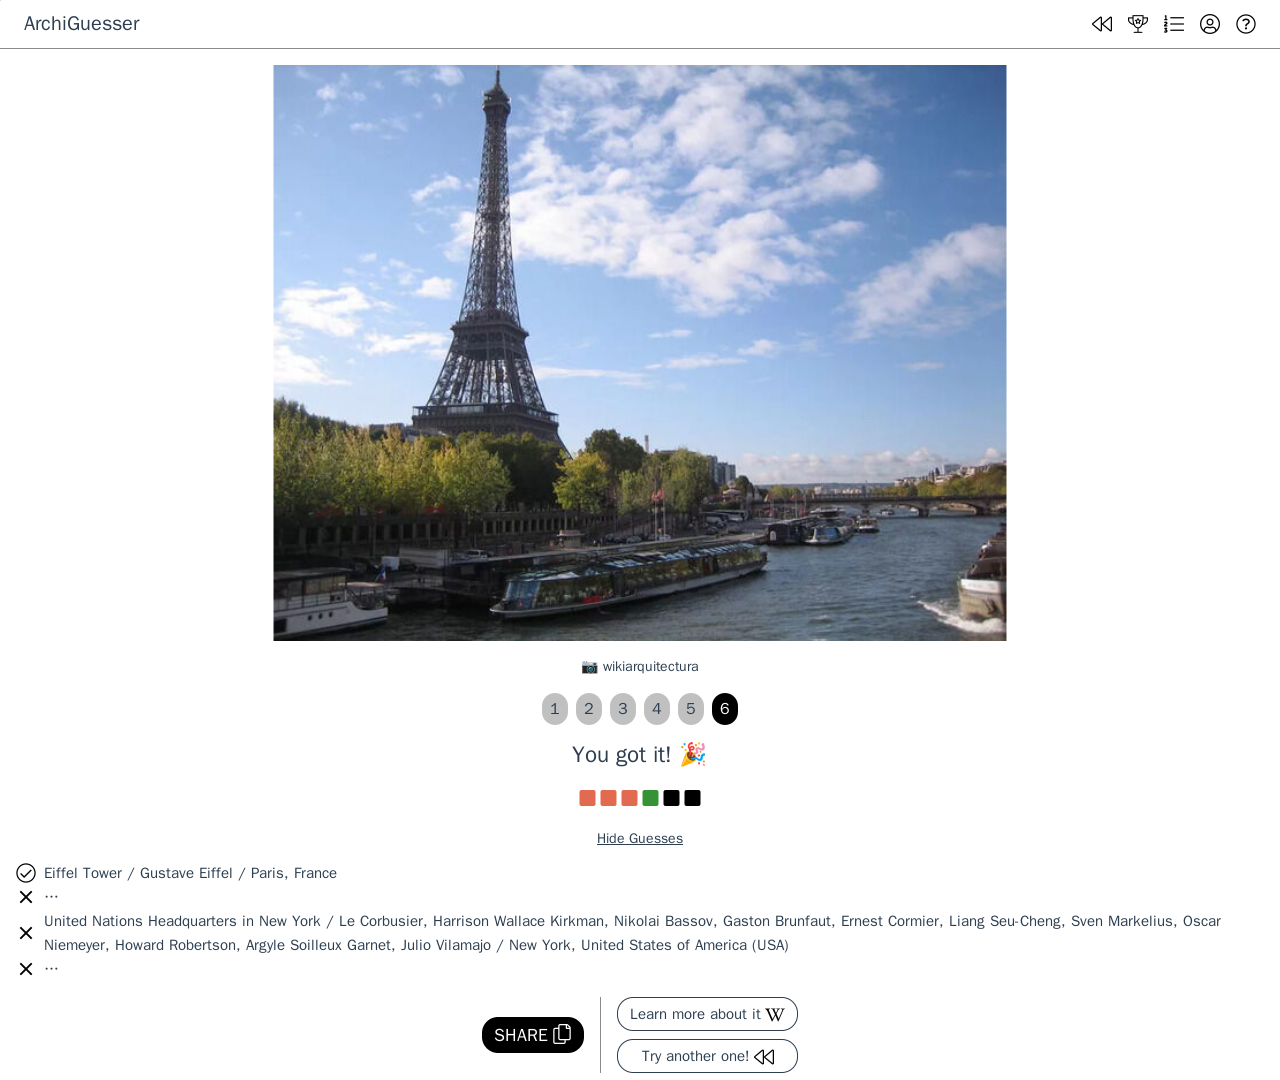 ArchiGuesser
📷 wikiarquitectura
1 2 3 4 5 6
You got it! 🎉
Hide Guesses
Eiffel Tower / Gustave Eiffel / Paris, France
...
United Nations Headquarters in New York / Le Corbusier, Harrison Wallace Kirkman, Nikolai Bassov, Gaston Brunfaut, Ernest Cormier, Liang Seu-Cheng, Sven Markelius, Oscar
Niemeyer, Howard Robertson, Argyle Soilleux Garnet, Julio Vilamajo / New York, United States of America (USA)
...
SHARE
Learn more about it W
Try another one!